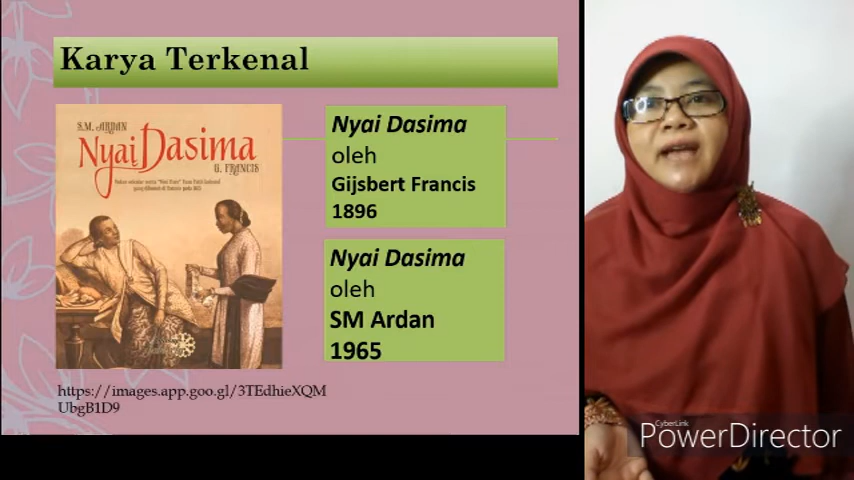 Karya Terkenal
S.M. ARDAN
Nyai Dasima
G. FRANCIS
Nyai Dasima
oleh
Gijsbert Francis
1896
Nyai Dasima
oleh
SM Ardan
1965
https://images.app.goo.gl/3TEdhieXQM
UbgB1D9
CyberLink
PowerDirector